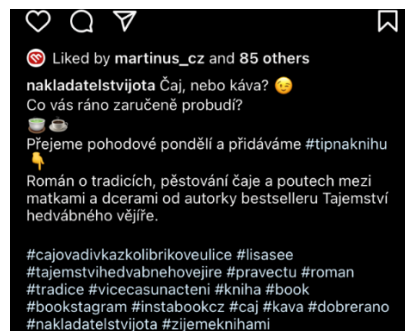 Liked by martinus_cz and 85 others
nakladatelstvijota Čaj, nebo káva? 😉
Co vás ráno zaručeně probudí?
🍵☕
Přejeme pohodové pondělí a přidáváme #tipnaknihu
👇
Román o tradicích, pěstování čaje a poutech mezi
matkami a dcerami od autorky bestselleru Tajemství
hedvábného vějíře.
#cajovadivkazkolibrikoveulice #lisasee
#tajemstvihedvabnehovejire #pravectu #roman
#tradice #vicecasunacteni #kniha #book
#bookstagram #instabookcz #caj #kava #dobrerano
#nakladatelstvijota #zijemeknihami